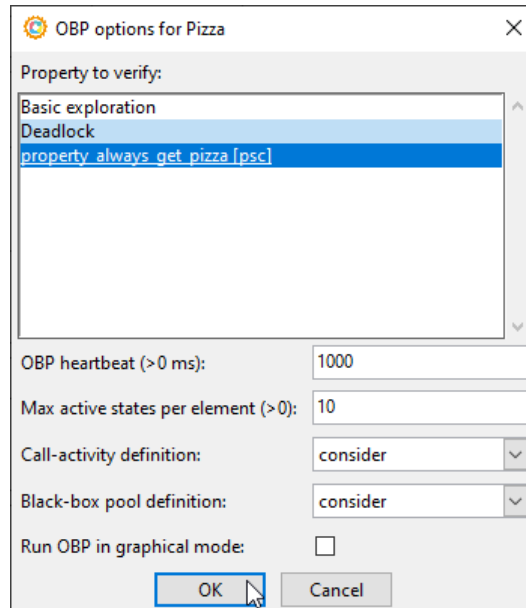 OBP options for Pizza
Property to verify:
Basic exploration
Deadlock
property_always_get_pizza [psc]
OBP heartbeat (>0 ms): 1000
Max active states per element (>0): 10
Call-activity definition: consider
Black-box pool definition: consider
Run OBP in graphical mode:
OK Cancel